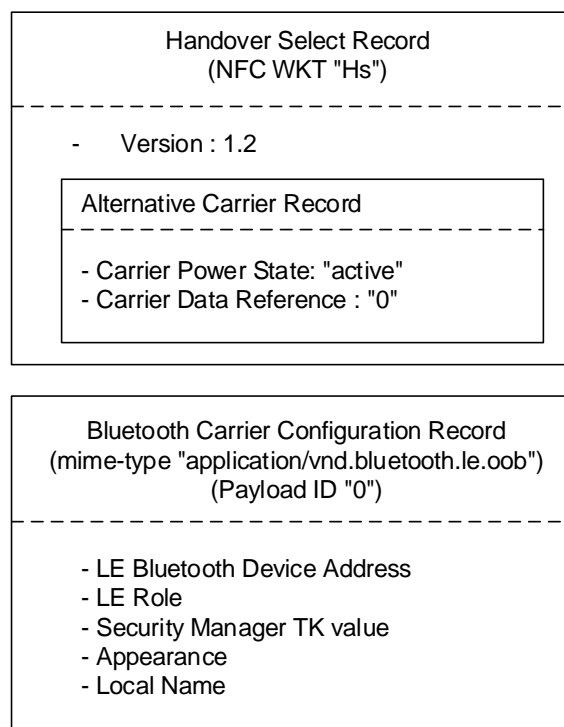 Handover Select Record
(NFC WKT "Hs")
- Version : 1.2
Alternative Carrier Record
- Carrier Power State: "active"
- Carrier Data Reference : "0"
Bluetooth Carrier Configuration Record
(mime-type "application/vnd.bluetooth.le.oob")
(Payload ID "0")
- LE Bluetooth Device Address
- LE Role
- Security Manager TK value
- Appearance
- Local Name